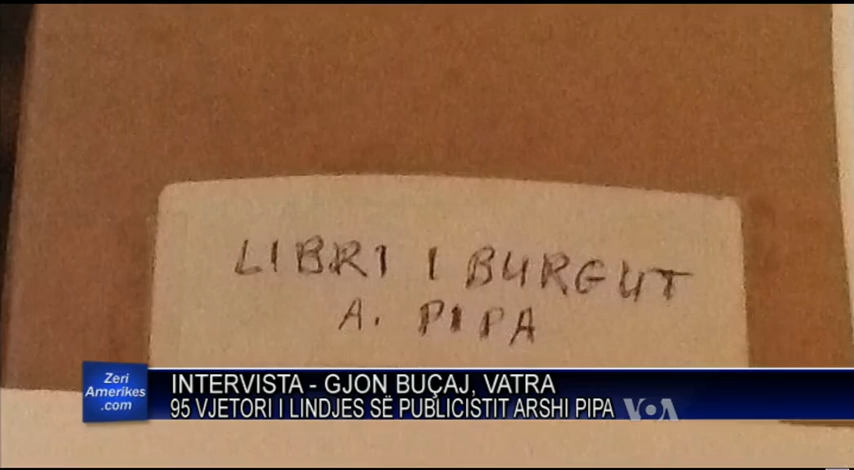 LIBRI I BURGUT
A. PIPA
Zeri
Amerikes
.com
INTERVISTA - GJON BUÇAJ, VATRA
95 VJETORI I LINDJES SË PUBLICISTIT ARSHI PIPA
VOA